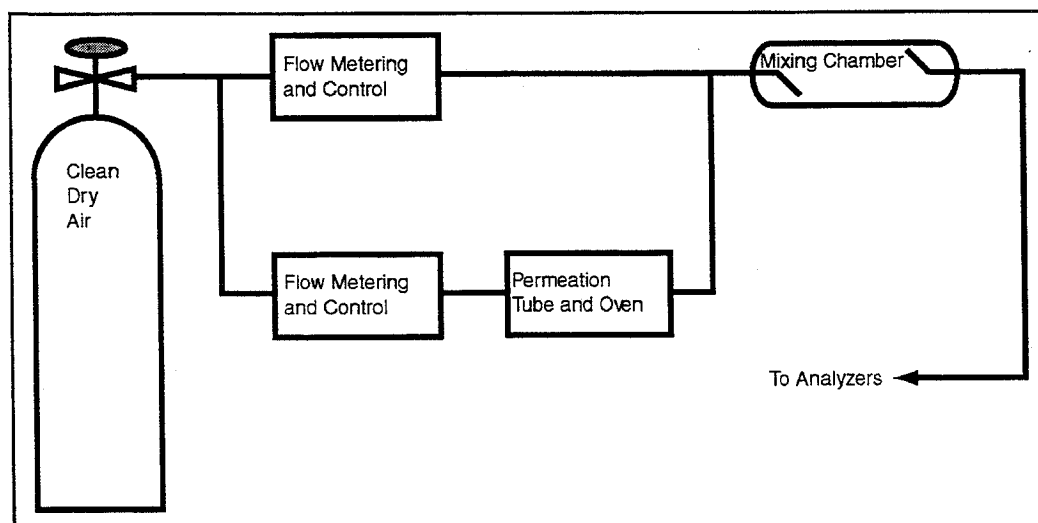 Flow Metering
and Control
Mixing Chamber
Clean
Dry
Air
Flow Metering
and Control
Permeation
Tube and Oven
To Analyzers